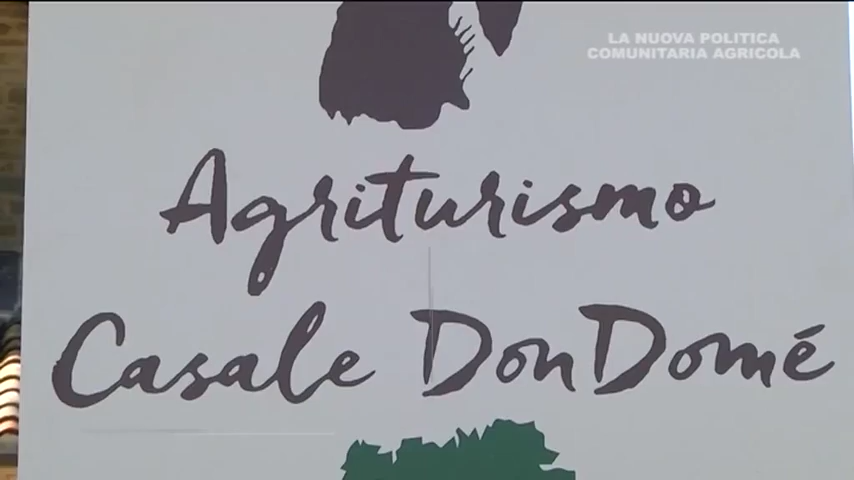 LA NUOVA POLITICA
COMUNITARIA AGRICOLA
Agriturismo
Casale DonDomé